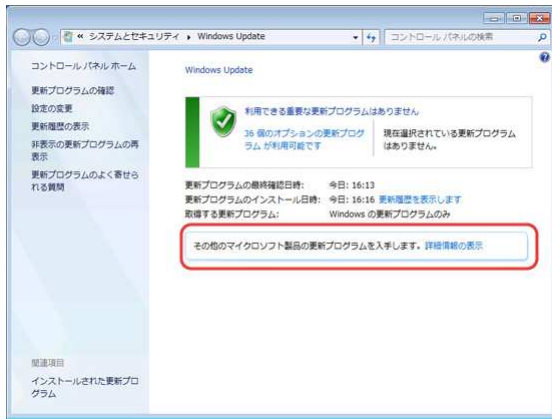 « システムとセキュリティ ▸ Windows Update
コントロール パネルの検索
コントロール パネル ホーム
更新プログラムの確認
設定の変更
更新履歴の表示
非表示の更新プログラムの再
表示
更新プログラムのよく寄せら
れる質問
Windows Update
利用できる重要な更新プログラムはありません
36 個のオプションの更新プログ
ラム が利用可能です
現在選択されている更新プログラム
はありません。
更新プログラムの最終確認日時: 今日: 16:13
更新プログラムのインストール日時: 今日: 16:16 更新履歴を表示します
取得する更新プログラム: Windows の更新プログラムのみ
その他のマイクロソフト製品の更新プログラムを入手します。詳細情報の表示
関連項目
インストールされた更新プロ
グラム